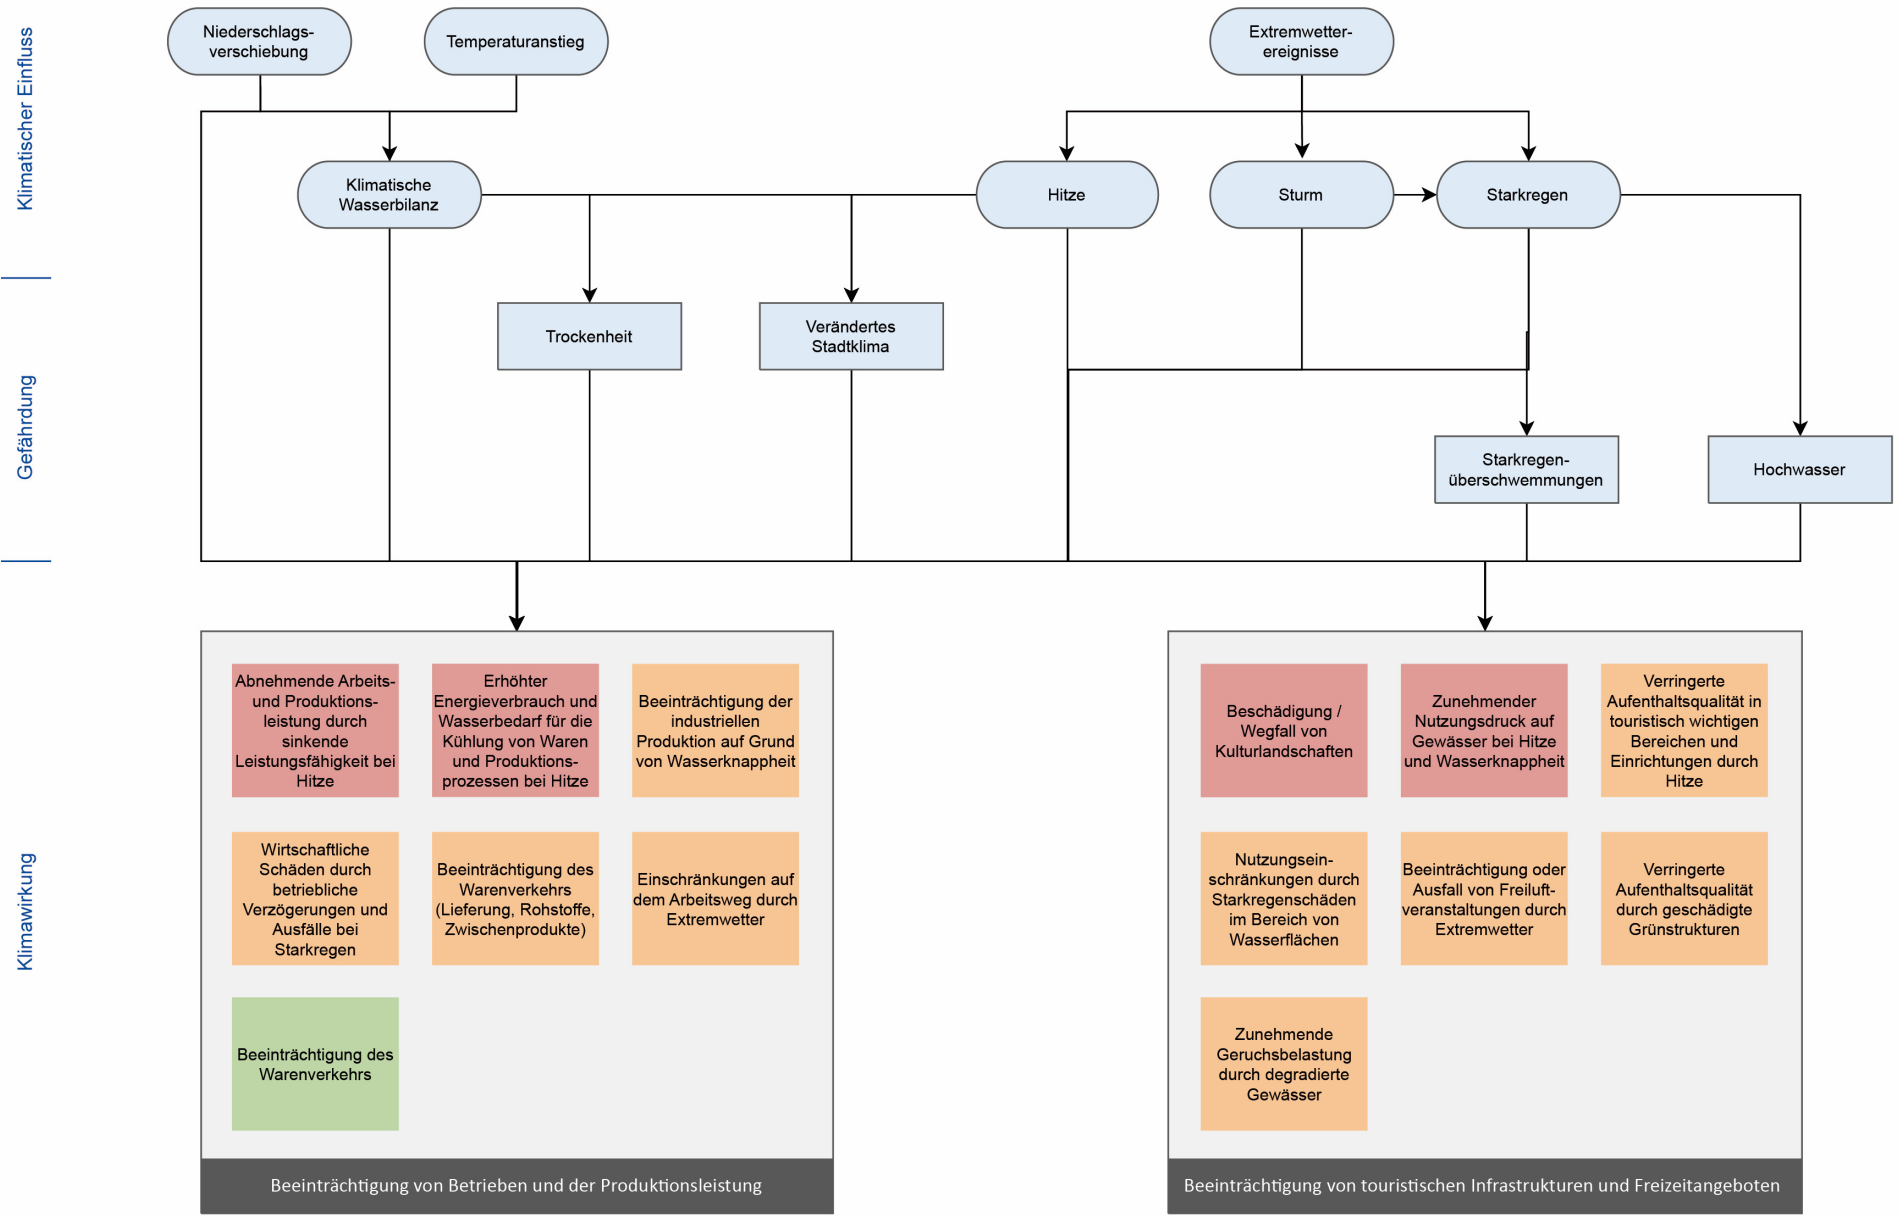 Klimatischer Einfluss
Niederschlags-
verschiebung
Temperaturanstieg
Extremwetter-
ereignisse
Klimatische
Wasserbilanz
Hitze
Sturm
Starkregen
Gefährdung
Trockenheit
Verändertes
Stadtklima
Starkregen-
überschwemmungen
Hochwasser
Klimawirkung
Abnehmende Arbeits-
und Produktions-
leistung durch
sinkende
Leistungsfähigkeit bei
Hitze
Erhöhter
Energieverbrauch und
Wasserbedarf für die
Kühlung von Waren
und Produktions-
prozessen bei Hitze
Beeinträchtigung der
industriellen
Produktion auf Grund
von Wasserknappheit
Wirtschaftliche
Schäden durch
betriebliche
Verzögerungen und
Ausfälle bei
Starkregen
Beeinträchtigung des
Warenverkehrs
(Lieferung, Rohstoffe,
Zwischenprodukte)
Einschränkungen auf
dem Arbeitsweg durch
Extremwetter
Beeinträchtigung des
Warenverkehrs
Beeinträchtigung von Betrieben und der Produktionsleistung
Beschädigung /
Wegfall von
Kulturlandschaften
Zunehmender
Nutzungsdruck auf
Gewässer bei Hitze
und Wasserknappheit
Verringerte
Aufenthaltsqualität in
touristisch wichtigen
Bereichen und
Einrichtungen durch
Hitze
Nutzungsein-
schränkungen durch
Starkregenschäden
im Bereich von
Wasserflächen
Beeinträchtigung oder
Ausfall von Freiluft-
veranstaltungen durch
Extremwetter
Verringerte
Aufenthaltsqualität
durch geschädigte
Grünstrukturen
Zunehmende
Geruchsbelastung
durch degradierte
Gewässer
Beeinträchtigung von touristischen Infrastrukturen und Freizeitangeboten